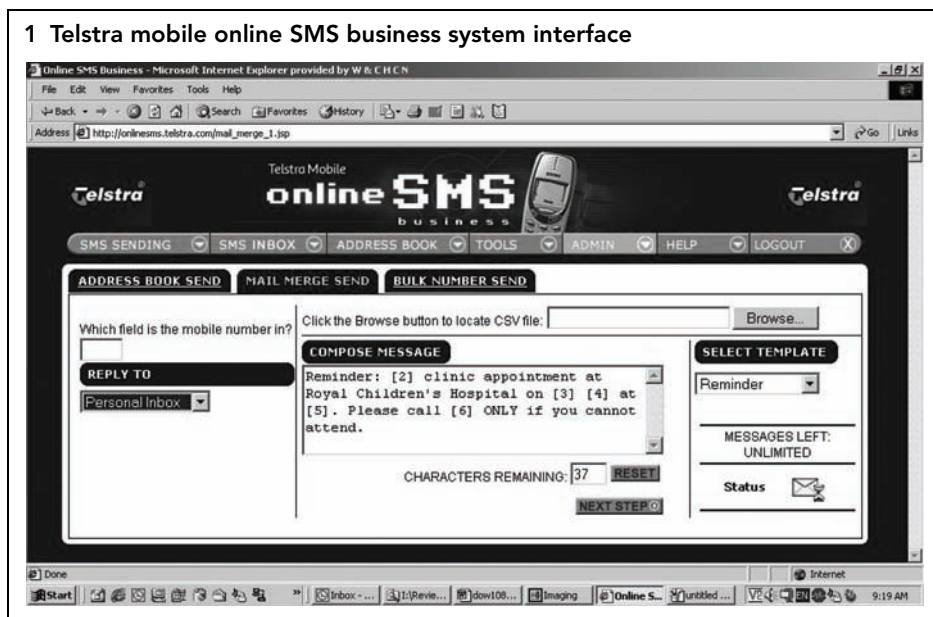 1 Telstra mobile online SMS business system interface
Online SMS Business - Microsoft Internet Explorer provided by W & C H C N
File Edit View Favorites Tools Help
Back Search Favorites History
Address http://onlinesms.telstra.com/mail_merge_1.jsp Go Links
Telstra Mobile
Telstra online SMS Telstra
business
SMS SENDING SMS INBOX ADDRESS BOOK TOOLS ADMIN HELP LOGOUT X
ADDRESS BOOK SEND MAIL MERGE SEND BULK NUMBER SEND
Which field is the mobile number in?
Click the Browse button to locate CSV file: Browse...
REPLY TO
Personal Inbox
COMPOSE MESSAGE
Reminder: [2] clinic appointment at
Royal Children's Hospital on [3] [4] at
[5]. Please call [6] ONLY if you cannot
attend.
CHARACTERS REMAINING: 37 RESET
NEXT STEP
SELECT TEMPLATE
Reminder
MESSAGES LEFT:
UNLIMITED
Status
Done Internet
Start » Inbox - ... I:\Revie... dow108... Imaging Online S... untitled ... 9:19 AM